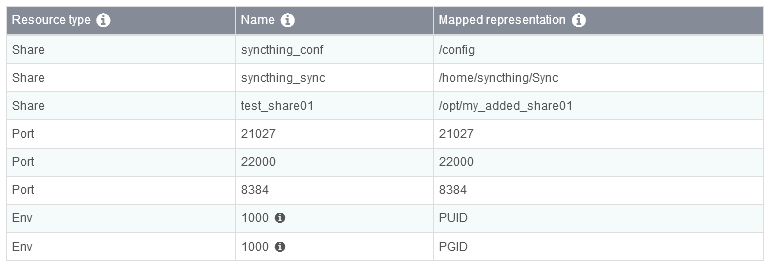 Resource type Name Mapped representation
Share syncthing_conf /config
Share syncthing_sync /home/syncthing/Sync
Share test_share01 /opt/my_added_share01
Port 21027 21027
Port 22000 22000
Port 8384 8384
Env 1000 PUID
Env 1000 PGID